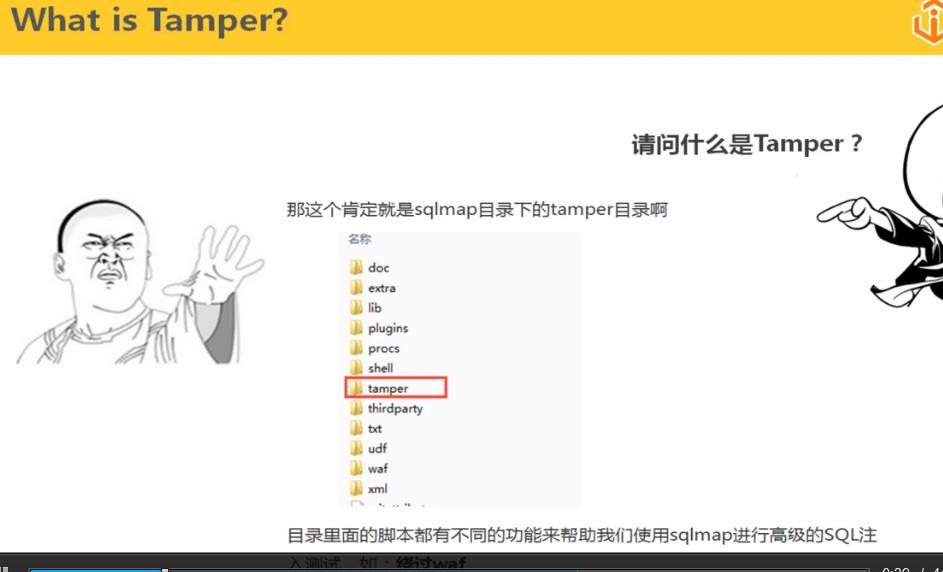 What is Tamper?
请问什么是Tamper？
那这个肯定就是sqlmap目录下的tamper目录啊
名称
doc
extra
lib
plugins
procs
shell
tamper
thirdparty
txt
udf
waf
xml
目录里面的脚本都有不同的功能来帮助我们使用sqlmap进行高级的SQL注
入测试 如：绕过waf